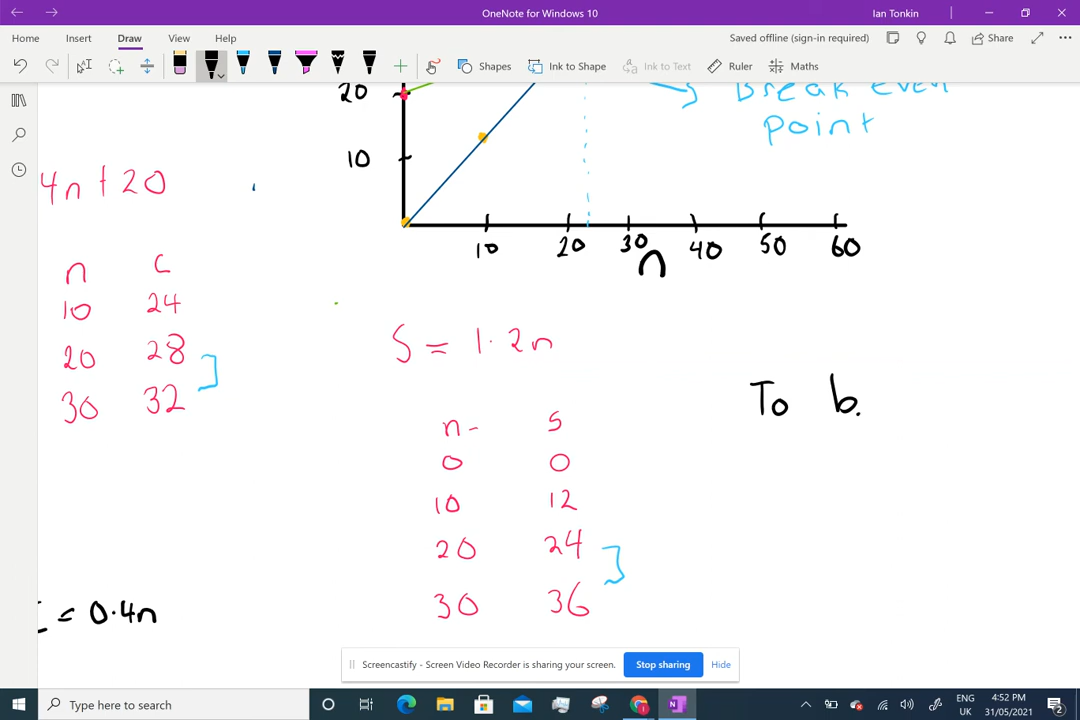 OneNote for Windows 10
Ian Tonkin
Home Insert Draw View Help
Saved offline (sign-in required)
Share
Shapes
Ink to Shape
Ink to Text
Ruler
Maths
20
Break even
point
10
4n + 20
10 20 30 40 50 60
n
n C
10 24
20 28
30 32
S = 1.2n
To b.
n - S
0 0
10 12
20 24
30 36
= 0.4n
Screencastify - Screen Video Recorder is sharing your screen.
Stop sharing
Hide
Type here to search
ENG
UK
4:52 PM
31/05/2021
2